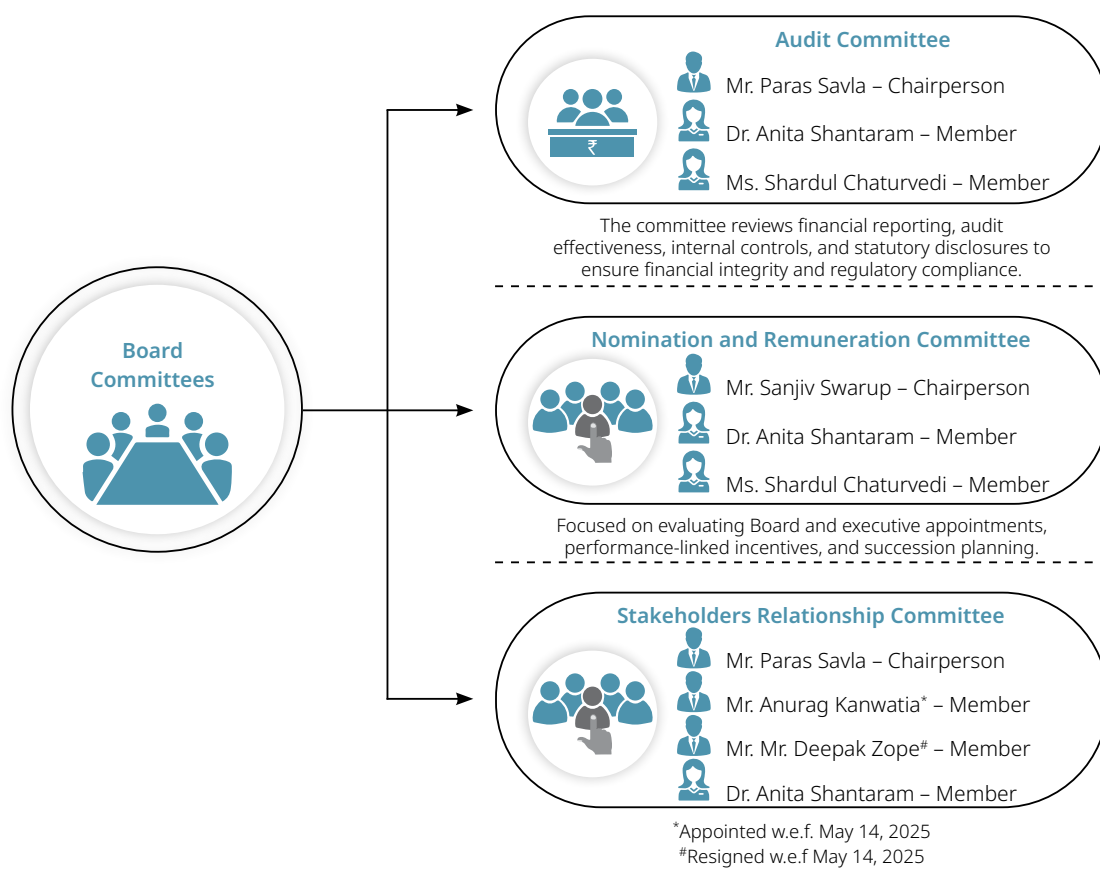 Board
Committees
Audit Committee
₹
Mr. Paras Savla – Chairperson
Dr. Anita Shantaram – Member
Ms. Shardul Chaturvedi – Member
The committee reviews financial reporting, audit
effectiveness, internal controls, and statutory disclosures to
ensure financial integrity and regulatory compliance.
Nomination and Remuneration Committee
Mr. Sanjiv Swarup – Chairperson
Dr. Anita Shantaram – Member
Ms. Shardul Chaturvedi – Member
Focused on evaluating Board and executive appointments,
performance-linked incentives, and succession planning.
Stakeholders Relationship Committee
Mr. Paras Savla – Chairperson
Mr. Anurag Kanwatia* – Member
Mr. Mr. Deepak Zope# – Member
Dr. Anita Shantaram – Member
*Appointed w.e.f. May 14, 2025
#Resigned w.e.f May 14, 2025